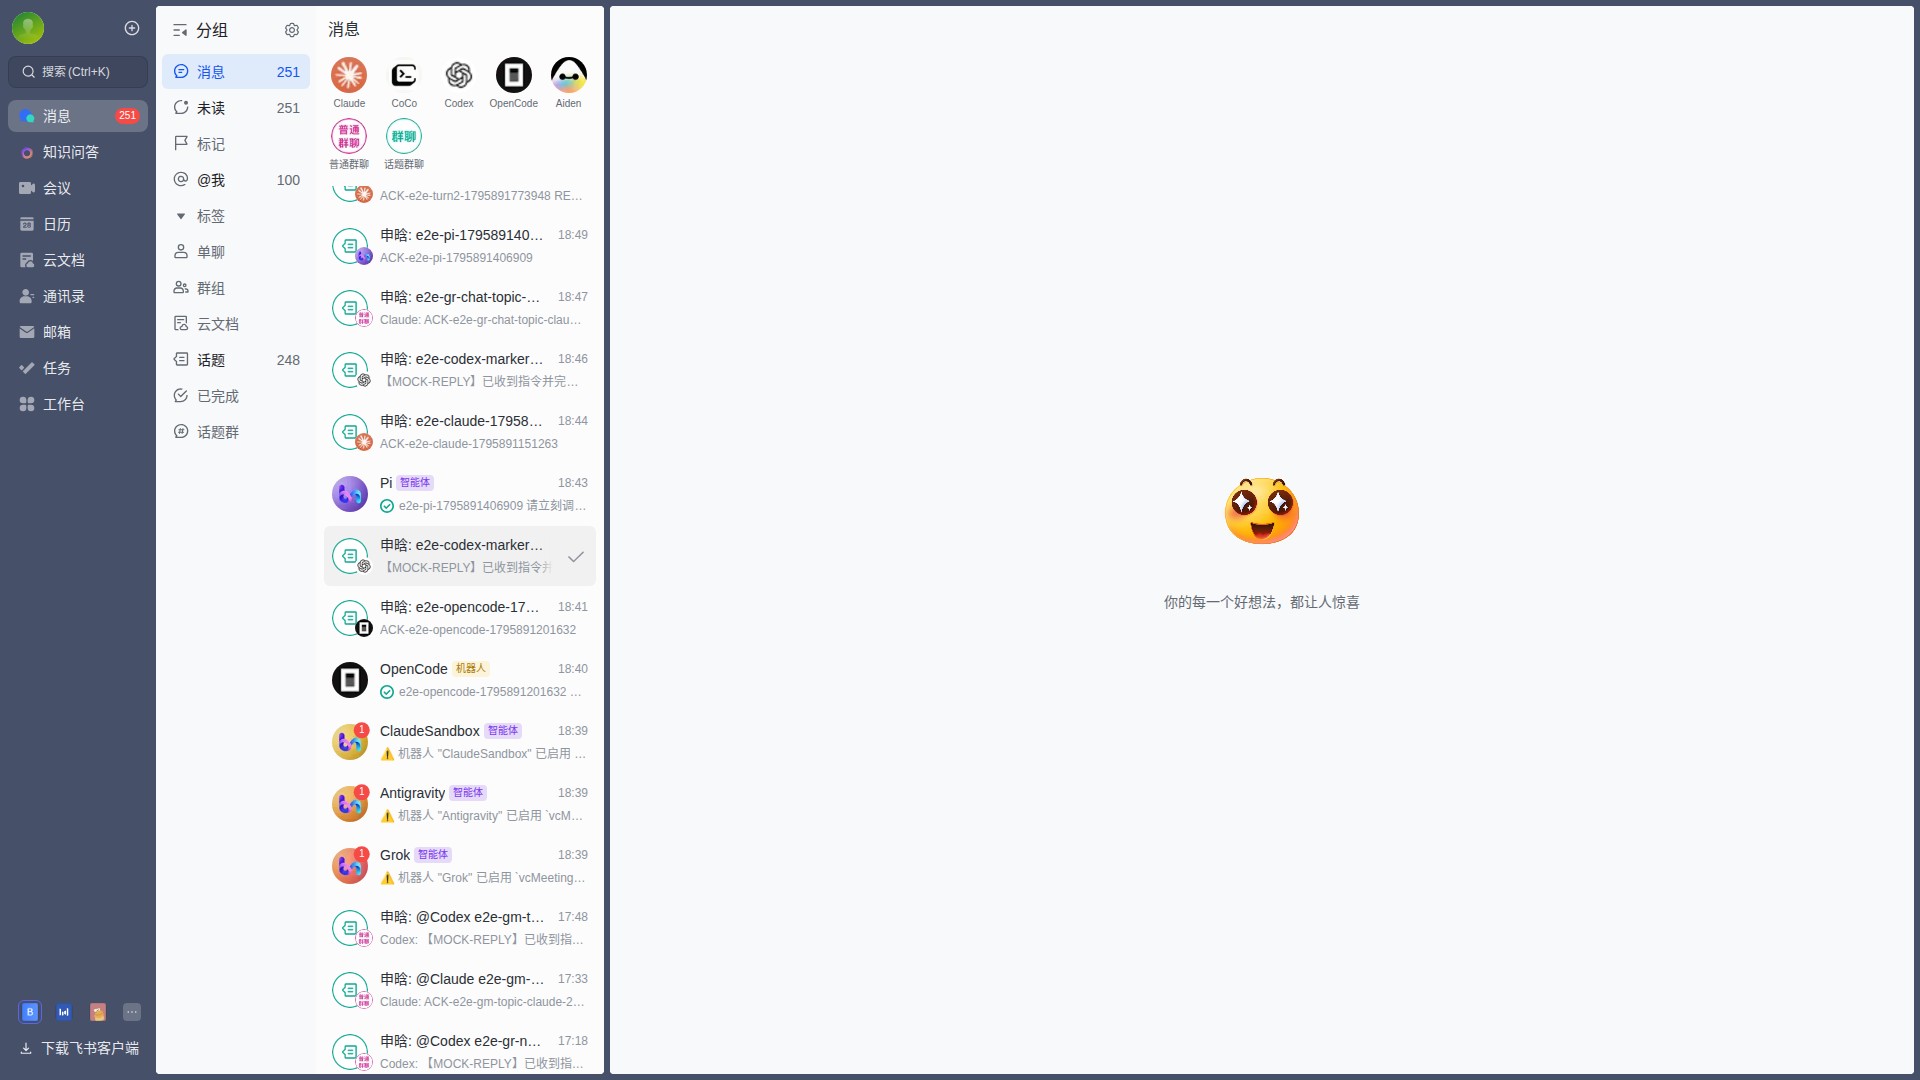 搜索 (Ctrl+K)
消息
251
知识问答
会议
日历
云文档
通讯录
邮箱
任务
工作台
B
下载飞书客户端
分组
消息 251
未读 251
标记
@我 100
标签
单聊
群组
云文档
话题 248
已完成
话题群
消息
Claude
CoCo
Codex
OpenCode
Aiden
普通群聊
普通群聊
群聊
话题群聊
ACK-e2e-turn2-1795891773948 RE…
申晗: e2e-pi-179589140… 18:49
ACK-e2e-pi-1795891406909
申晗: e2e-gr-chat-topic-… 18:47
Claude: ACK-e2e-gr-chat-topic-clau…
申晗: e2e-codex-marker… 18:46
【MOCK-REPLY】已收到指令并完…
申晗: e2e-claude-17958… 18:44
ACK-e2e-claude-1795891151263
Pi 智能体 18:43
e2e-pi-1795891406909 请立刻调…
申晗: e2e-codex-marker…
【MOCK-REPLY】已收到指令并
申晗: e2e-opencode-17… 18:41
ACK-e2e-opencode-1795891201632
OpenCode 机器人 18:40
e2e-opencode-1795891201632 …
1
ClaudeSandbox 智能体 18:39
机器人 "ClaudeSandbox" 已启用 …
1
Antigravity 智能体 18:39
机器人 "Antigravity" 已启用 `vcM…
1
Grok 智能体 18:39
机器人 "Grok" 已启用 `vcMeeting…
申晗: @Codex e2e-gm-t… 17:48
Codex: 【MOCK-REPLY】已收到指…
申晗: @Claude e2e-gm-… 17:33
Claude: ACK-e2e-gm-topic-claude-2…
申晗: @Codex e2e-gr-n… 17:18
Codex: 【MOCK-REPLY】已收到指…
你的每一个好想法，都让人惊喜